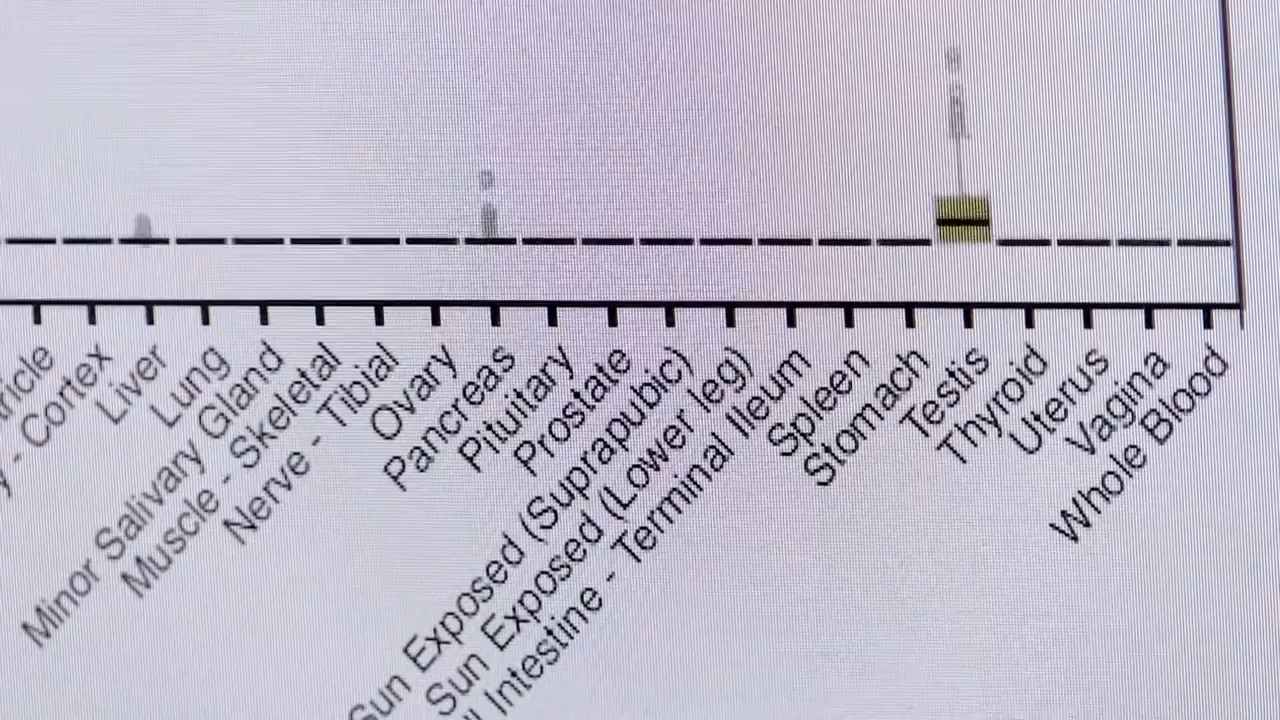 - Cortex
Liver
Lung
Minor Salivary Gland
Muscle - Skeletal
Nerve - Tibial
Ovary
Pancreas
Pituitary
Prostate
Sun Exposed (Suprapubic)
Sun Exposed (Lower leg)
Intestine - Terminal Ileum
Spleen
Stomach
Testis
Thyroid
Uterus
Vagina
Whole Blood